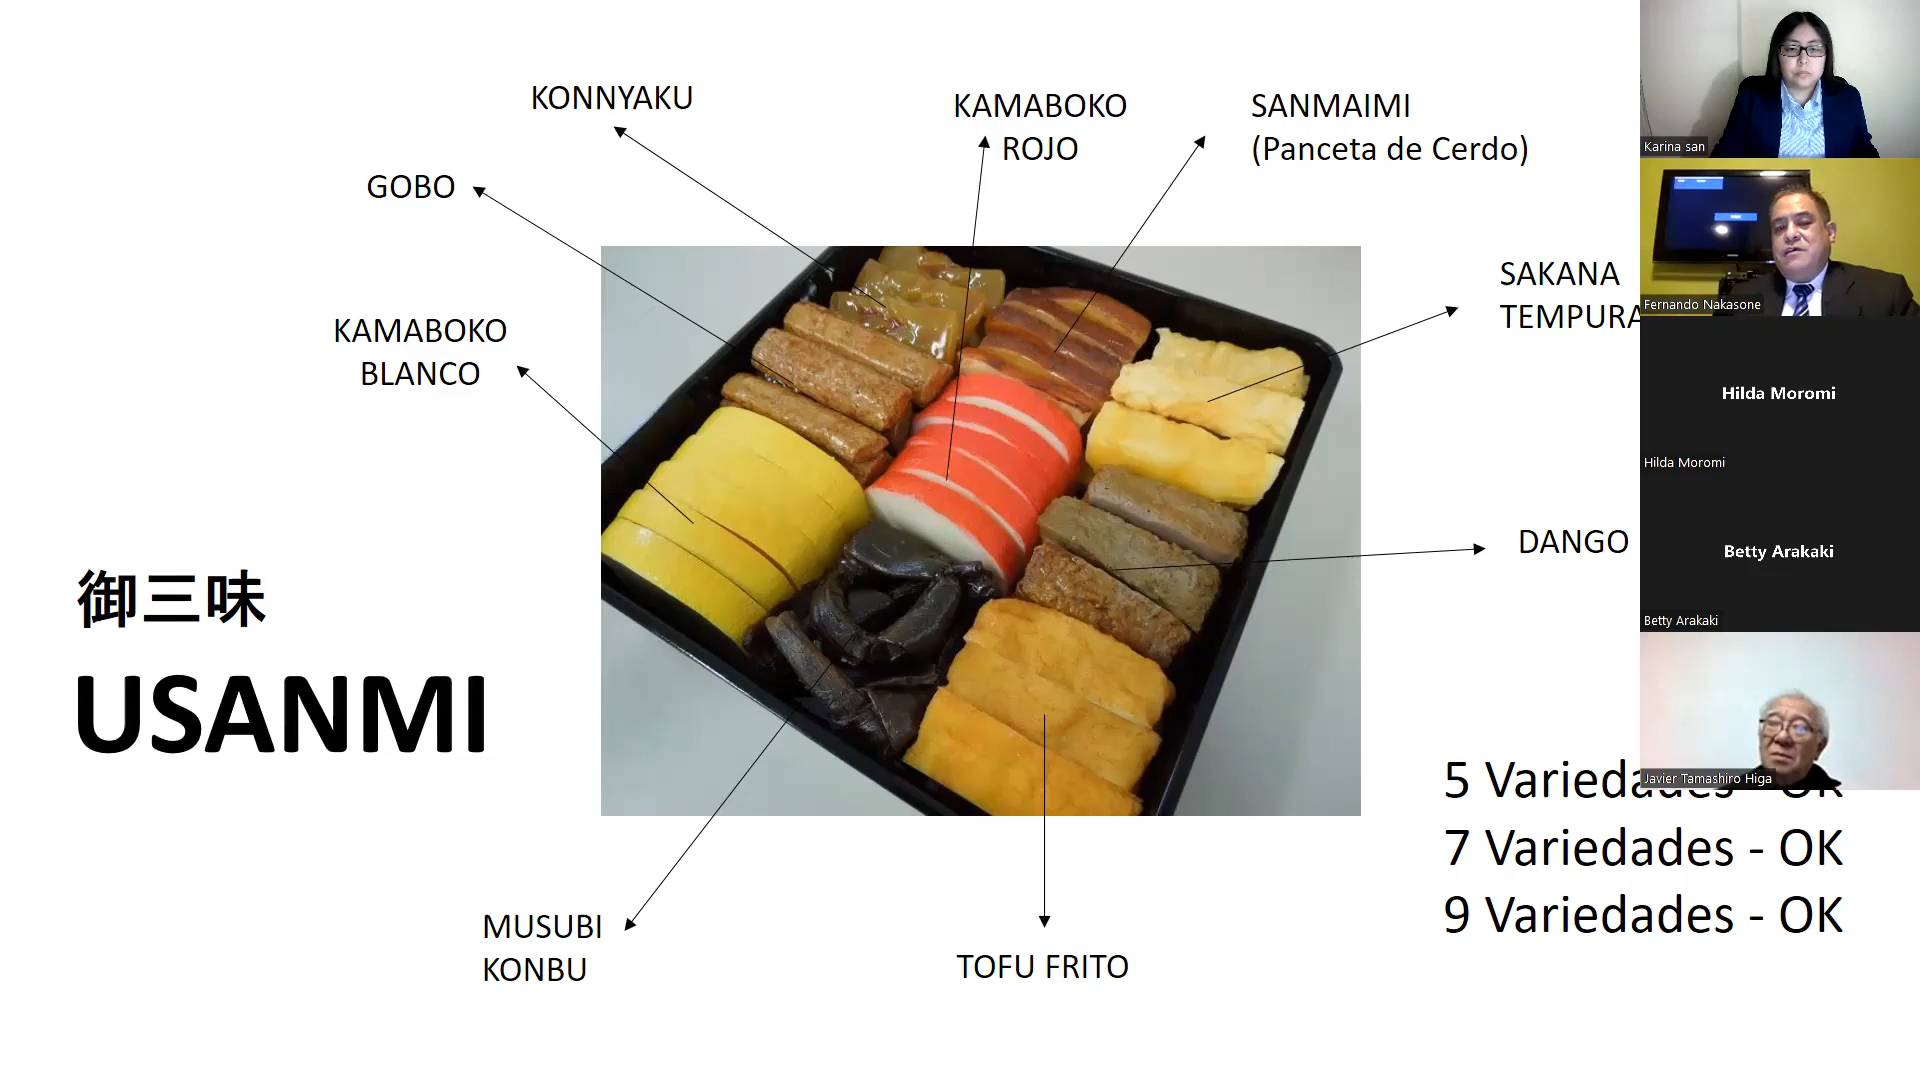 KONNYAKU
KAMABOKO
ROJO
SANMAIMI
(Panceta de Cerdo)
GOBO
SAKANA
TEMPURA
KAMABOKO
BLANCO
DANGO
御三味
USANMI
5 Variedades - OK
7 Variedades - OK
9 Variedades - OK
MUSUBI
KONBU
TOFU FRITO
Karina san
Fernando Nakasone
Hilda Moromi
Hilda Moromi
Betty Arakaki
Betty Arakaki
Javier Tamashiro Higa